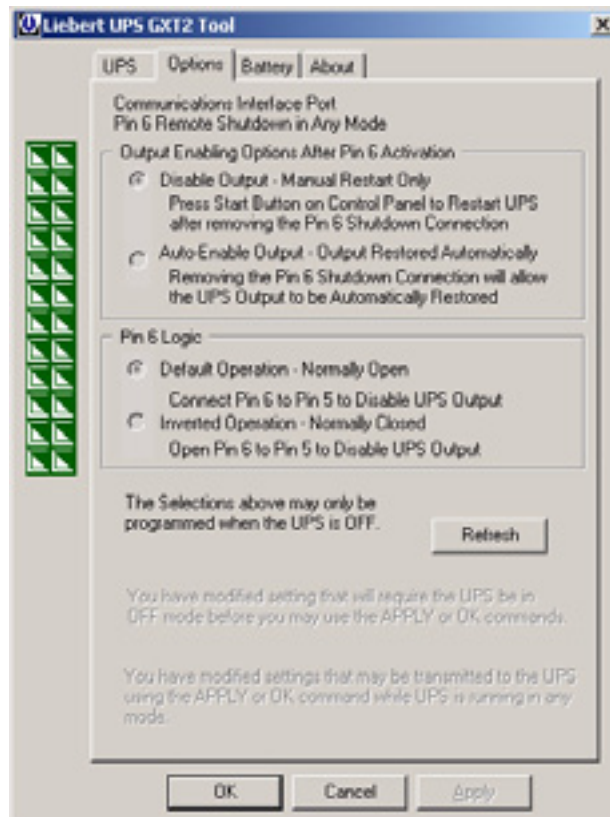 Liebert UPS GXT2 Tool
UPS Options Battery About
Communications Interface Port
Pin 6 Remote Shutdown in Any Mode
Output Enabling Options After Pin 6 Activation
Disable Output - Manual Restart Only
Press Start Button on Control Panel to Restart UPS
after removing the Pin 6 Shutdown Connection
Auto-Enable Output - Output Restored Automatically
Removing the Pin 6 Shutdown Connection will allow
the UPS Output to be Automatically Restored
Pin 6 Logic
Default Operation - Normally Open
Connect Pin 6 to Pin 5 to Disable UPS Output
Inverted Operation - Normally Closed
Open Pin 6 to Pin 5 to Disable UPS Output
The Selections above may only be
programmed when the UPS is OFF.
Refresh
You have modified setting that will require the UPS be in
OFF mode before you may use the APPLY or OK commands.
You have modified settings that may be transmitted to the UPS
using the APPLY or OK command while UPS is running in any
mode.
OK Cancel Apply